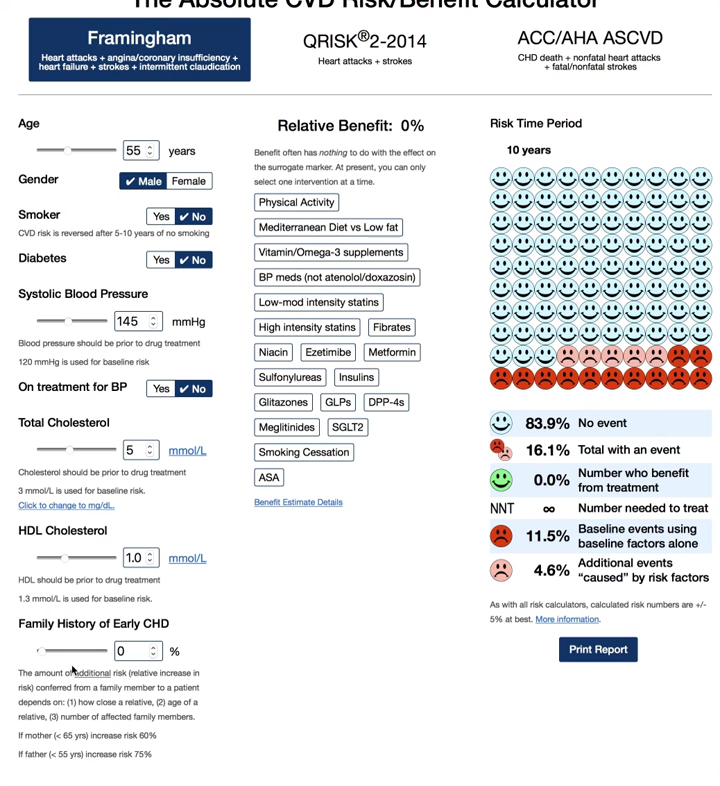 The Absolute CVD Risk/Benefit Calculator
Framingham
Heart attacks + angina/coronary insufficiency +
heart failure + strokes + intermittent claudication
QRISK®2-2014
Heart attacks + strokes
ACC/AHA ASCVD
CHD death + nonfatal heart attacks
+ fatal/nonfatal strokes
Age
55 years
Gender
✔ Male Female
Smoker
Yes ✔ No
CVD risk is reversed after 5-10 years of no smoking
Diabetes
Yes ✔ No
Systolic Blood Pressure
145 mmHg
Blood pressure should be prior to drug treatment
120 mmHg is used for baseline risk
On treatment for BP
Yes ✔ No
Total Cholesterol
5 mmol/L
Cholesterol should be prior to drug treatment
3 mmol/L is used for baseline risk.
Click to change to mg/dL.
HDL Cholesterol
1.0 mmol/L
HDL should be prior to drug treatment
1.3 mmol/L is used for baseline risk.
Family History of Early CHD
0 %
The amount of additional risk (relative increase in
risk) conferred from a family member to a patient
depends on: (1) how close a relative, (2) age of a
relative, (3) number of affected family members.
If mother (< 65 yrs) increase risk 60%
If father (< 55 yrs) increase risk 75%
Relative Benefit: 0%
Benefit often has nothing to do with the effect on
the surrogate marker. At present, you can only
select one intervention at a time.
Physical Activity
Mediterranean Diet vs Low fat
Vitamin/Omega-3 supplements
BP meds (not atenolol/doxazosin)
Low-mod intensity statins
High intensity statins Fibrates
Niacin Ezetimibe Metformin
Sulfonylureas Insulins
Glitazones GLPs DPP-4s
Meglitinides SGLT2
Smoking Cessation
ASA
Benefit Estimate Details
Risk Time Period
10 years
83.9% No event
16.1% Total with an event
0.0% Number who benefit
from treatment
NNT ∞ Number needed to treat
11.5% Baseline events using
baseline factors alone
4.6% Additional events
“caused” by risk factors
As with all risk calculators, calculated risk numbers are +/-
5% at best. More information.
Print Report